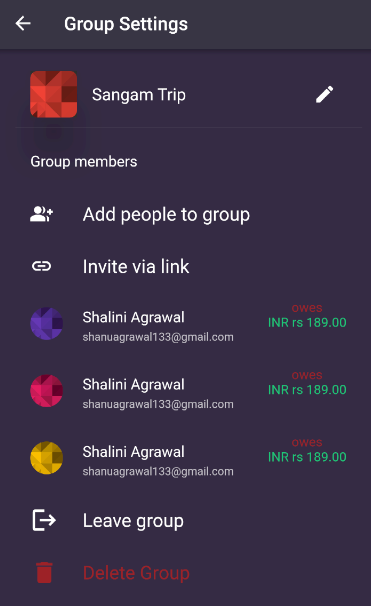 Group Settings
Sangam Trip
Group members
Add people to group
Invite via link
Shalini Agrawal
owes
INR rs 189.00
shanuagrawal133@gmail.com
Shalini Agrawal
owes
INR rs 189.00
shanuagrawal133@gmail.com
Shalini Agrawal
owes
INR rs 189.00
shanuagrawal133@gmail.com
Leave group
Delete Group